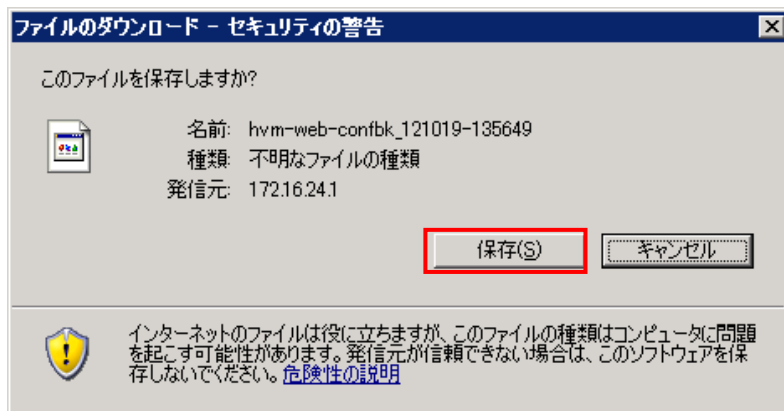 ファイルのダウンロード - セキュリティの警告
このファイルを保存しますか?
名前: hvm-web-confbk_121019-135649
種類: 不明なファイルの種類
発信元: 172.16.24.1
保存(S) キャンセル
インターネットのファイルは役に立ちますが、このファイルの種類はコンピュータに問題
を起こす可能性があります。発信元が信頼できない場合は、このソフトウェアを保
存しないでください。危険性の説明